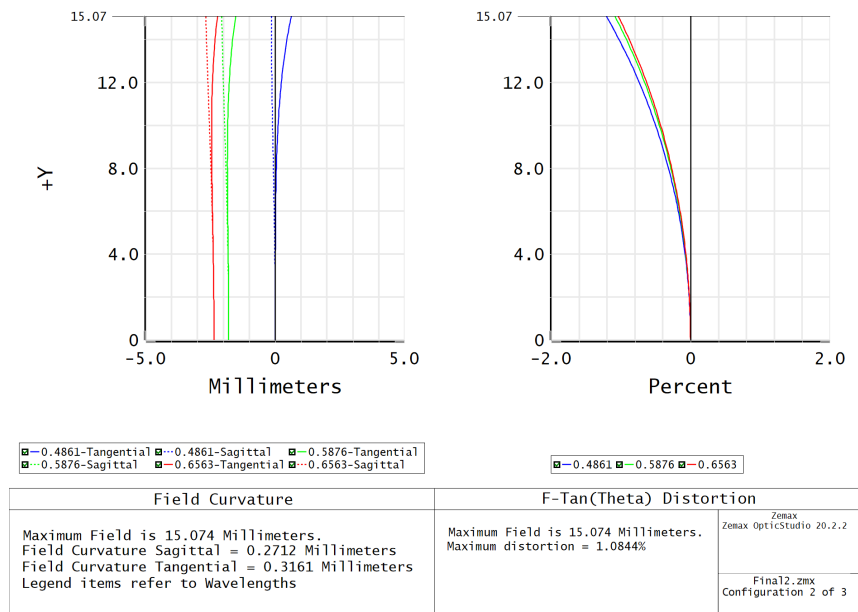 15.07
12.0
8.0
4.0
0
+Y
-5.0 0 5.0
Millimeters
15.07
12.0
8.0
4.0
0
-2.0 0 2.0
Percent
0.4861-Tangential 0.4861-Sagittal 0.5876-Tangential
0.5876-Sagittal 0.6563-Tangential 0.6563-Sagittal
0.4861 0.5876 0.6563
Field Curvature
Maximum Field is 15.074 Millimeters.
Field Curvature Sagittal = 0.2712 Millimeters
Field Curvature Tangential = 0.3161 Millimeters
Legend items refer to Wavelengths
F-Tan(Theta) Distortion
Maximum Field is 15.074 Millimeters.
Maximum distortion = 1.0844%
Zemax
Zemax OpticStudio 20.2.2
Final2.zmx
Configuration 2 of 3